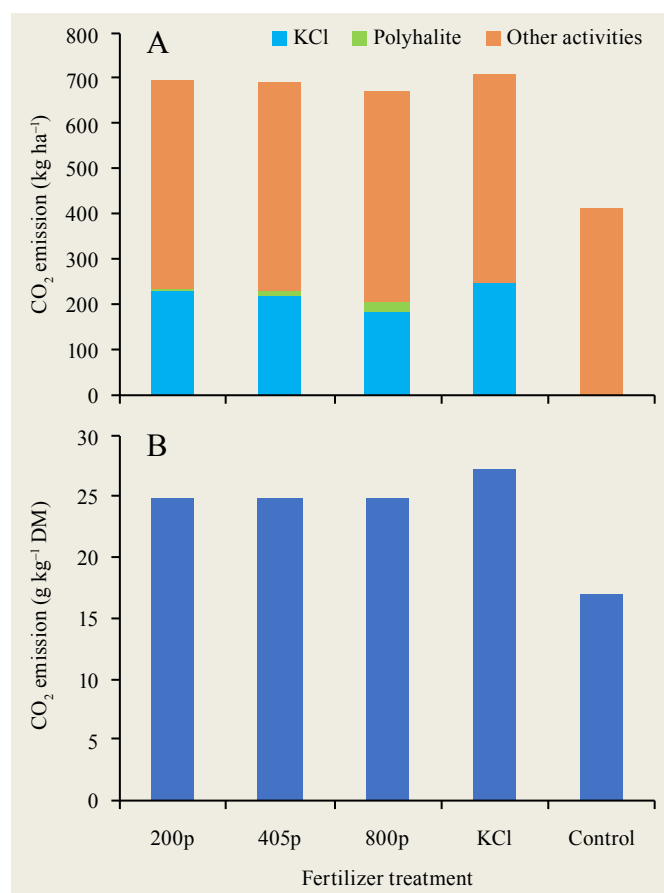 A
KCl Polyhalite Other activities
CO₂ emission (kg ha⁻¹)
800
700
600
500
400
300
200
100
0
B
CO₂ emission (g kg⁻¹ DM)
30
25
20
15
10
5
0
200p 405p 800p KCl Control
Fertilizer treatment